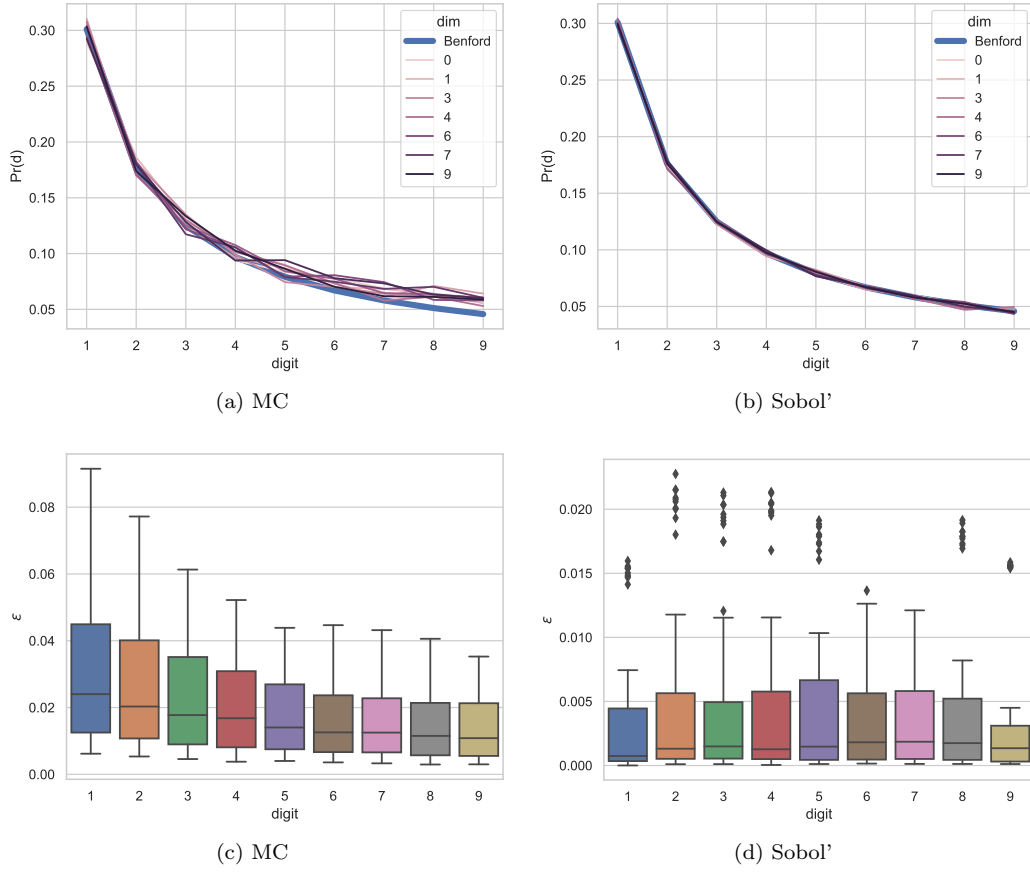 0.30
0.25
0.20
0.15
0.10
0.05
Pr(d)
dim
Benford
0
1
3
4
6
7
9
1 2 3 4 5 6 7 8 9
digit
(a) MC
0.30
0.25
0.20
0.15
0.10
0.05
Pr(d)
dim
Benford
0
1
3
4
6
7
9
1 2 3 4 5 6 7 8 9
digit
(b) Sobol’
0.08
0.06
0.04
0.02
0.00
ε
1 2 3 4 5 6 7 8 9
digit
(c) MC
0.020
0.015
0.010
0.005
0.000
ε
1 2 3 4 5 6 7 8 9
digit
(d) Sobol’